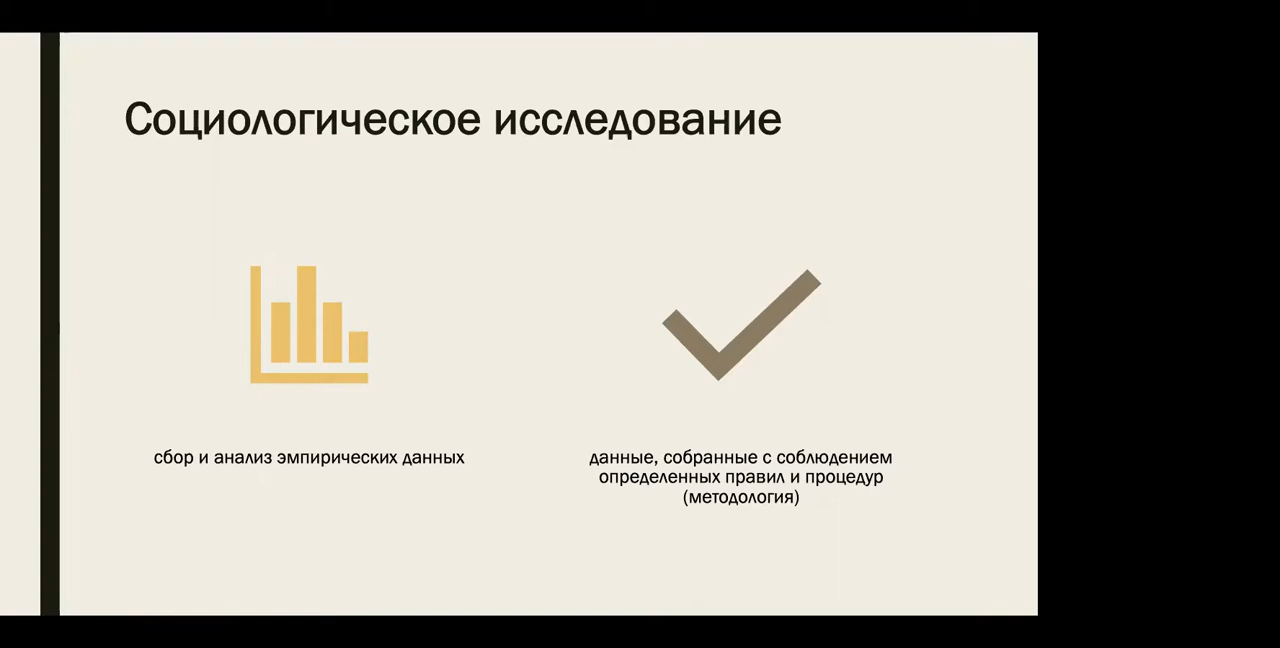 Социологическое исследование
сбор и анализ эмпирических данных
данные, собранные с соблюдением
определенных правил и процедур
(методология)